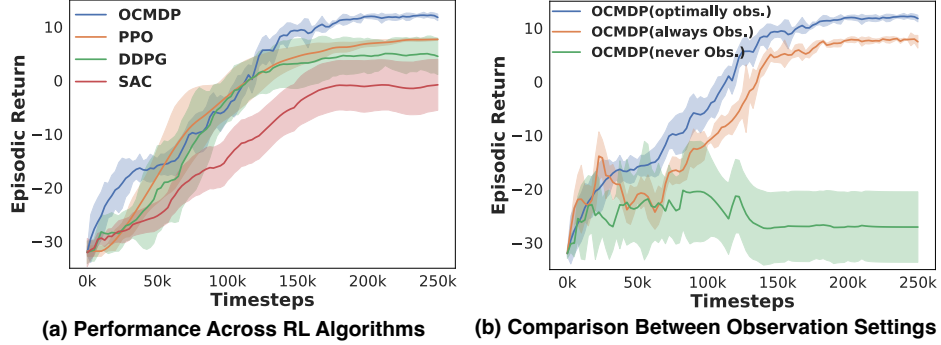 OCMDP
PPO
DDPG
SAC
Episodic Return
10
0
−10
−20
−30
0k 50k 100k 150k 200k 250k
Timesteps
(a) Performance Across RL Algorithms
OCMDP(optimally obs.)
OCMDP(always Obs.)
OCMDP(never Obs.)
Episodic Return
10
0
−10
−20
−30
0k 50k 100k 150k 200k 250k
Timesteps
(b) Comparison Between Observation Settings